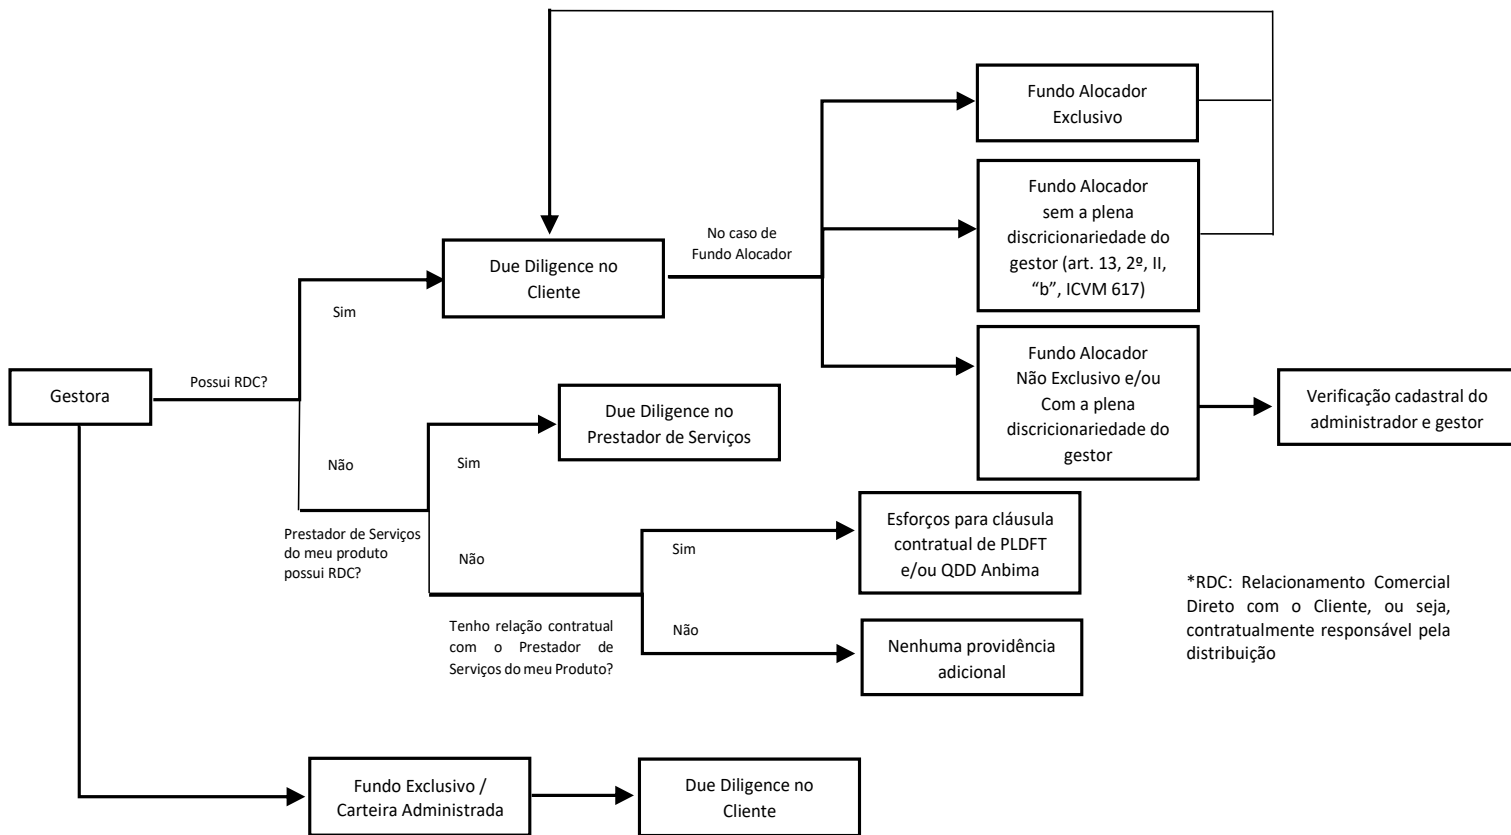 Fundo Alocador
Exclusivo
Fundo Alocador
sem a plena
discricionariedade do
gestor (art. 13, 2º, II,
“b”, ICVM 617)
No caso de
Fundo Alocador
Due Diligence no
Cliente
Sim
Fundo Alocador
Não Exclusivo e/ou
Com a plena
discricionariedade do
gestor
Verificação cadastral do
administrador e gestor
Gestora
Possui RDC?
Due Diligence no
Prestador de Serviços
Não
Sim
Prestador de Serviços
do meu produto
possui RDC?
Não
Sim
Esforços para cláusula
contratual de PLDFT
e/ou QDD Anbima
*RDC: Relacionamento Comercial
Direto com o Cliente, ou seja,
contratualmente responsável pela
distribuição
Tenho relação contratual
com o Prestador de
Serviços do meu Produto?
Não
Nenhuma providência
adicional
Fundo Exclusivo /
Carteira Administrada
Due Diligence no
Cliente